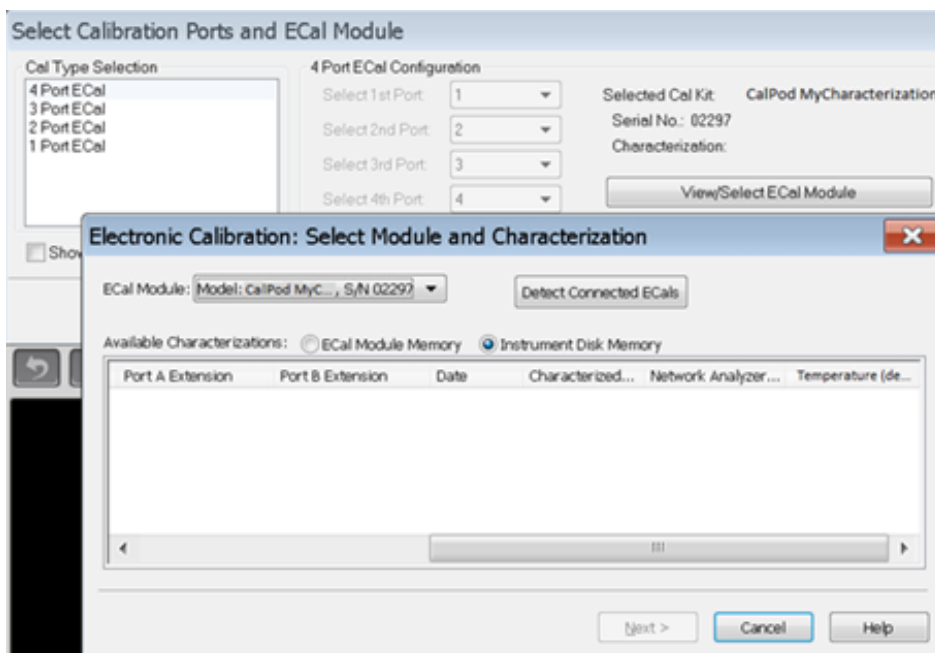 Select Calibration Ports and ECal Module
Cal Type Selection
4 Port ECal
3 Port ECal
2 Port ECal
1 Port ECal
4 Port ECal Configuration
Select 1st Port: 1
Select 2nd Port: 2
Select 3rd Port: 3
Select 4th Port: 4
Selected Cal Kit: CalPod MyCharacterization
Serial No.: 02297
Characterization:
View/Select ECal Module
Show
Electronic Calibration: Select Module and Characterization
ECal Module: Model: CalPod MyC..., S/N 02297
Detect Connected ECals
Available Characterizations: ECal Module Memory Instrument Disk Memory
Port A Extension Port B Extension Date Characterized... Network Analyzer... Temperature (de...
Next > Cancel Help